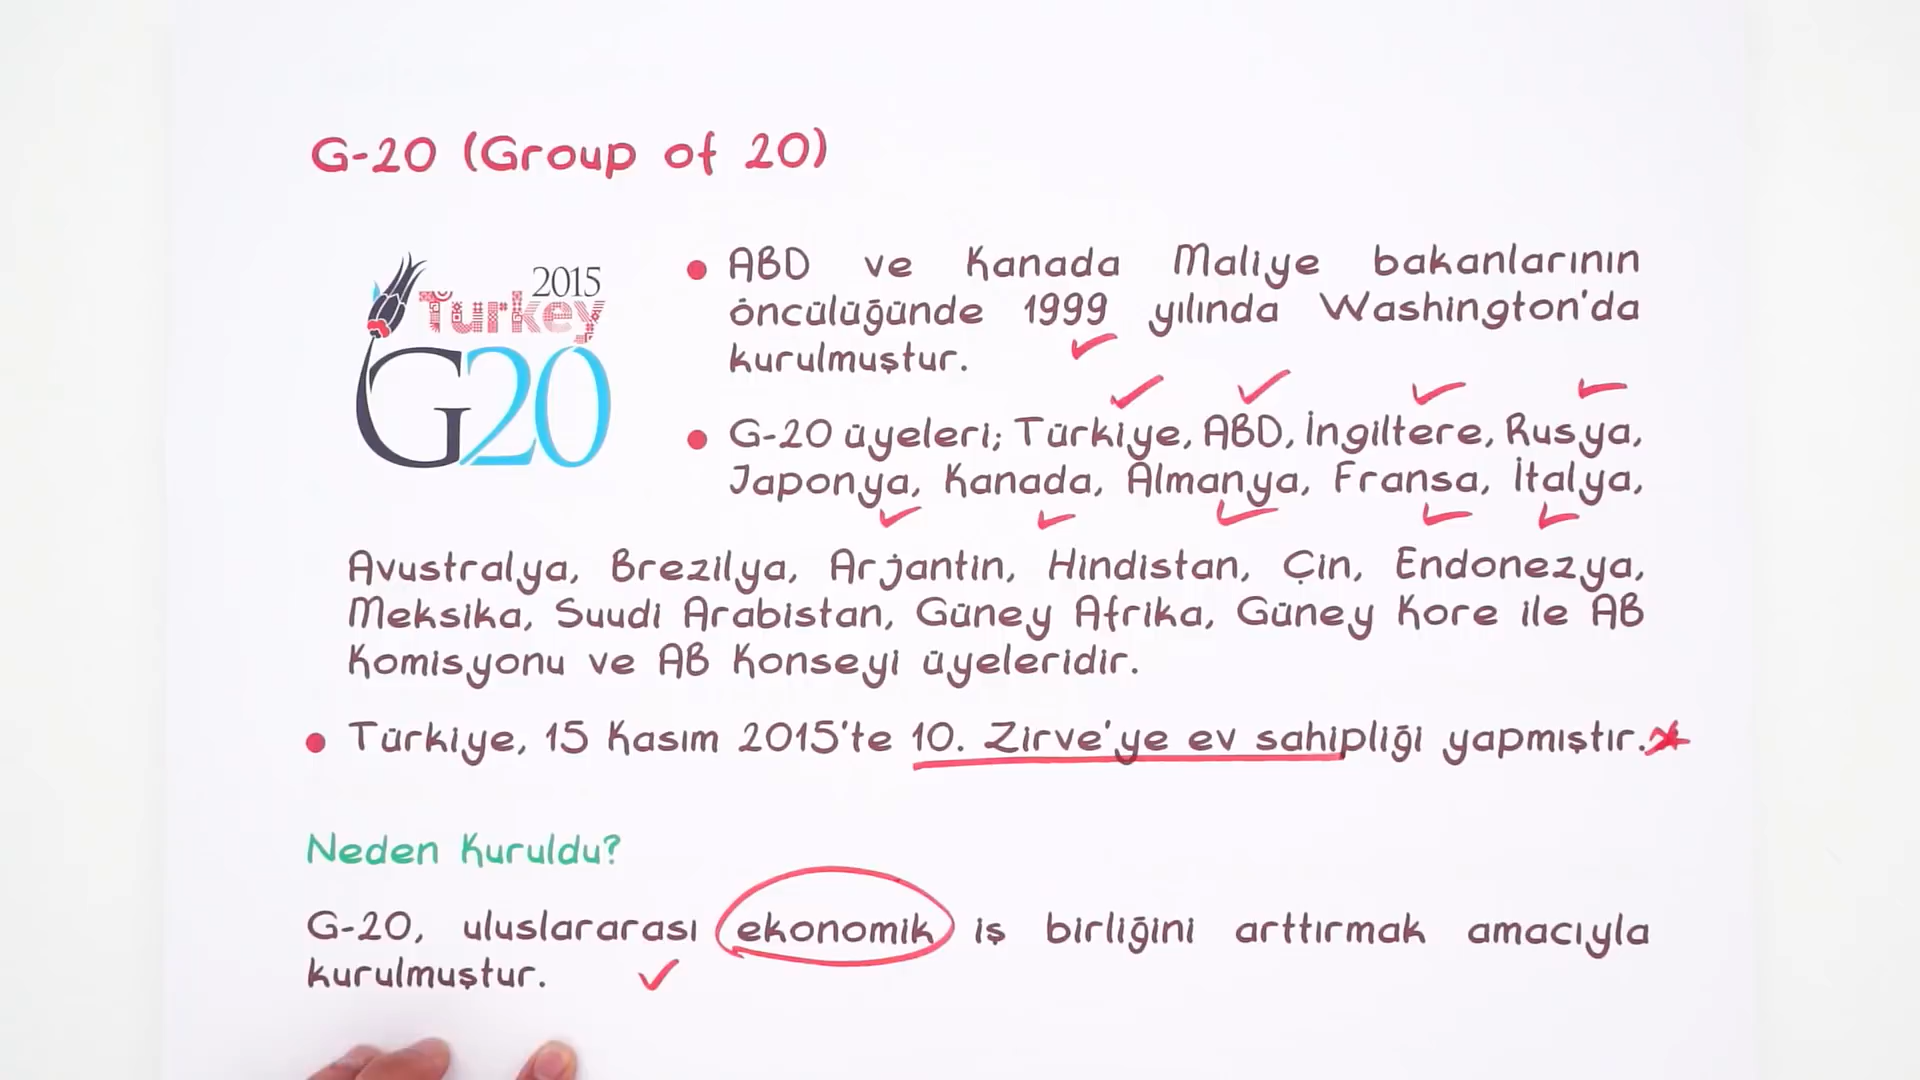 G-20 (Group of 20)
2015
Turkey
G20
• ABD ve Kanada Maliye bakanlarının
öncülüğünde 1999 yılında Washington'da
kurulmuştur.
• G-20 üyeleri; Türkiye, ABD, İngiltere, Rusya,
Japonya, Kanada, Almanya, Fransa, İtalya,
Avustralya, Brezilya, Arjantin, Hindistan, Çin, Endonezya,
Meksika, Suudi Arabistan, Güney Afrika, Güney Kore ile AB
Komisyonu ve AB Konseyi üyeleridir.
• Türkiye, 15 Kasım 2015'te 10. Zirve'ye ev sahipliği yapmıştır.
Neden Kuruldu?
G-20, uluslararası ekonomik iş birliğini arttırmak amacıyla
kurulmuştur.